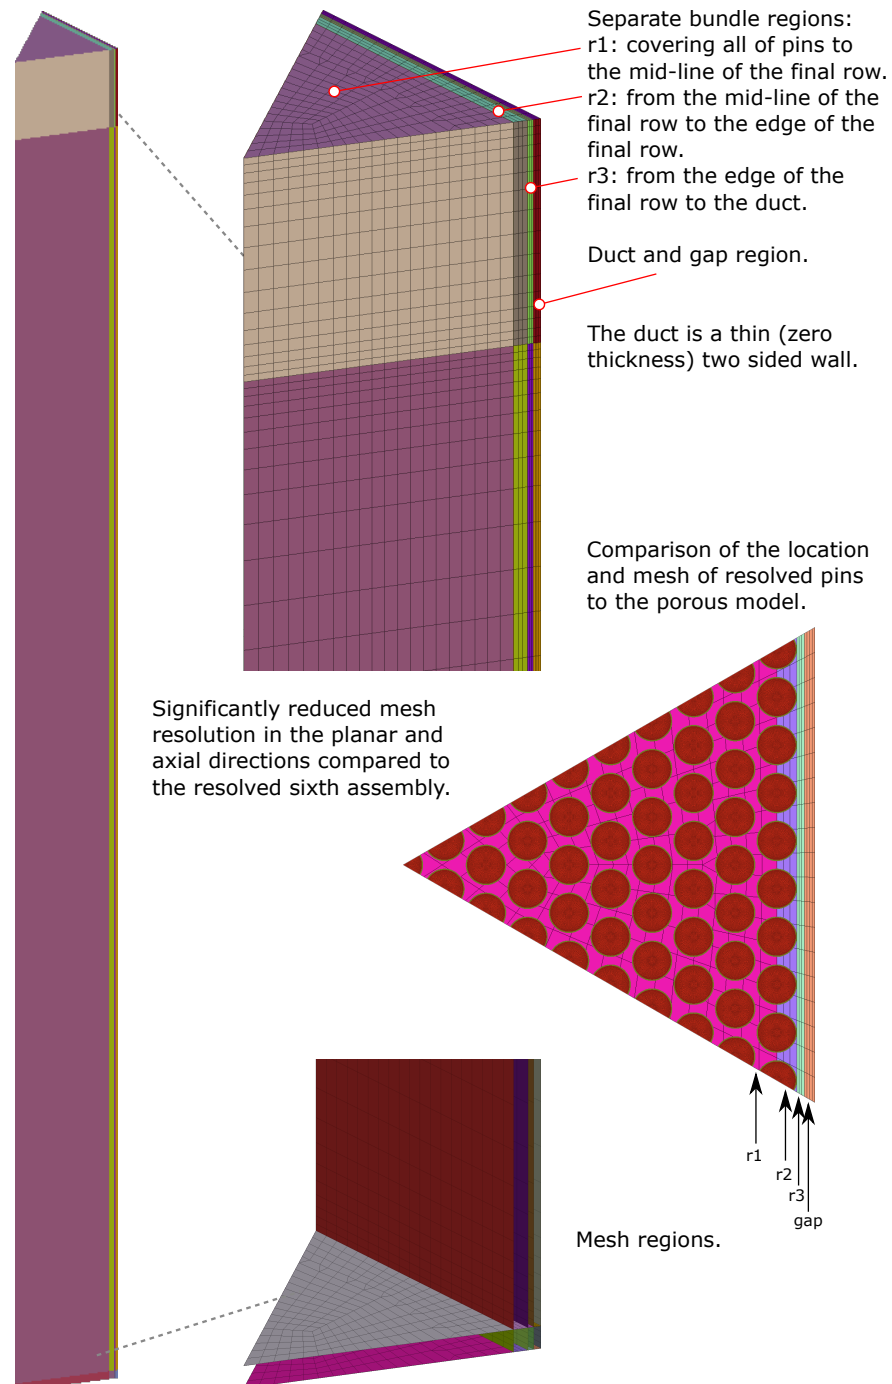 Separate bundle regions:
r1: covering all of pins to
the mid-line of the final row.
r2: from the mid-line of the
final row to the edge of the
final row.
r3: from the edge of the
final row to the duct.
Duct and gap region.
The duct is a thin (zero
thickness) two sided wall.
Comparison of the location
and mesh of resolved pins
to the porous model.
Significantly reduced mesh
resolution in the planar and
axial directions compared to
the resolved sixth assembly.
r1
r2
r3
gap
Mesh regions.